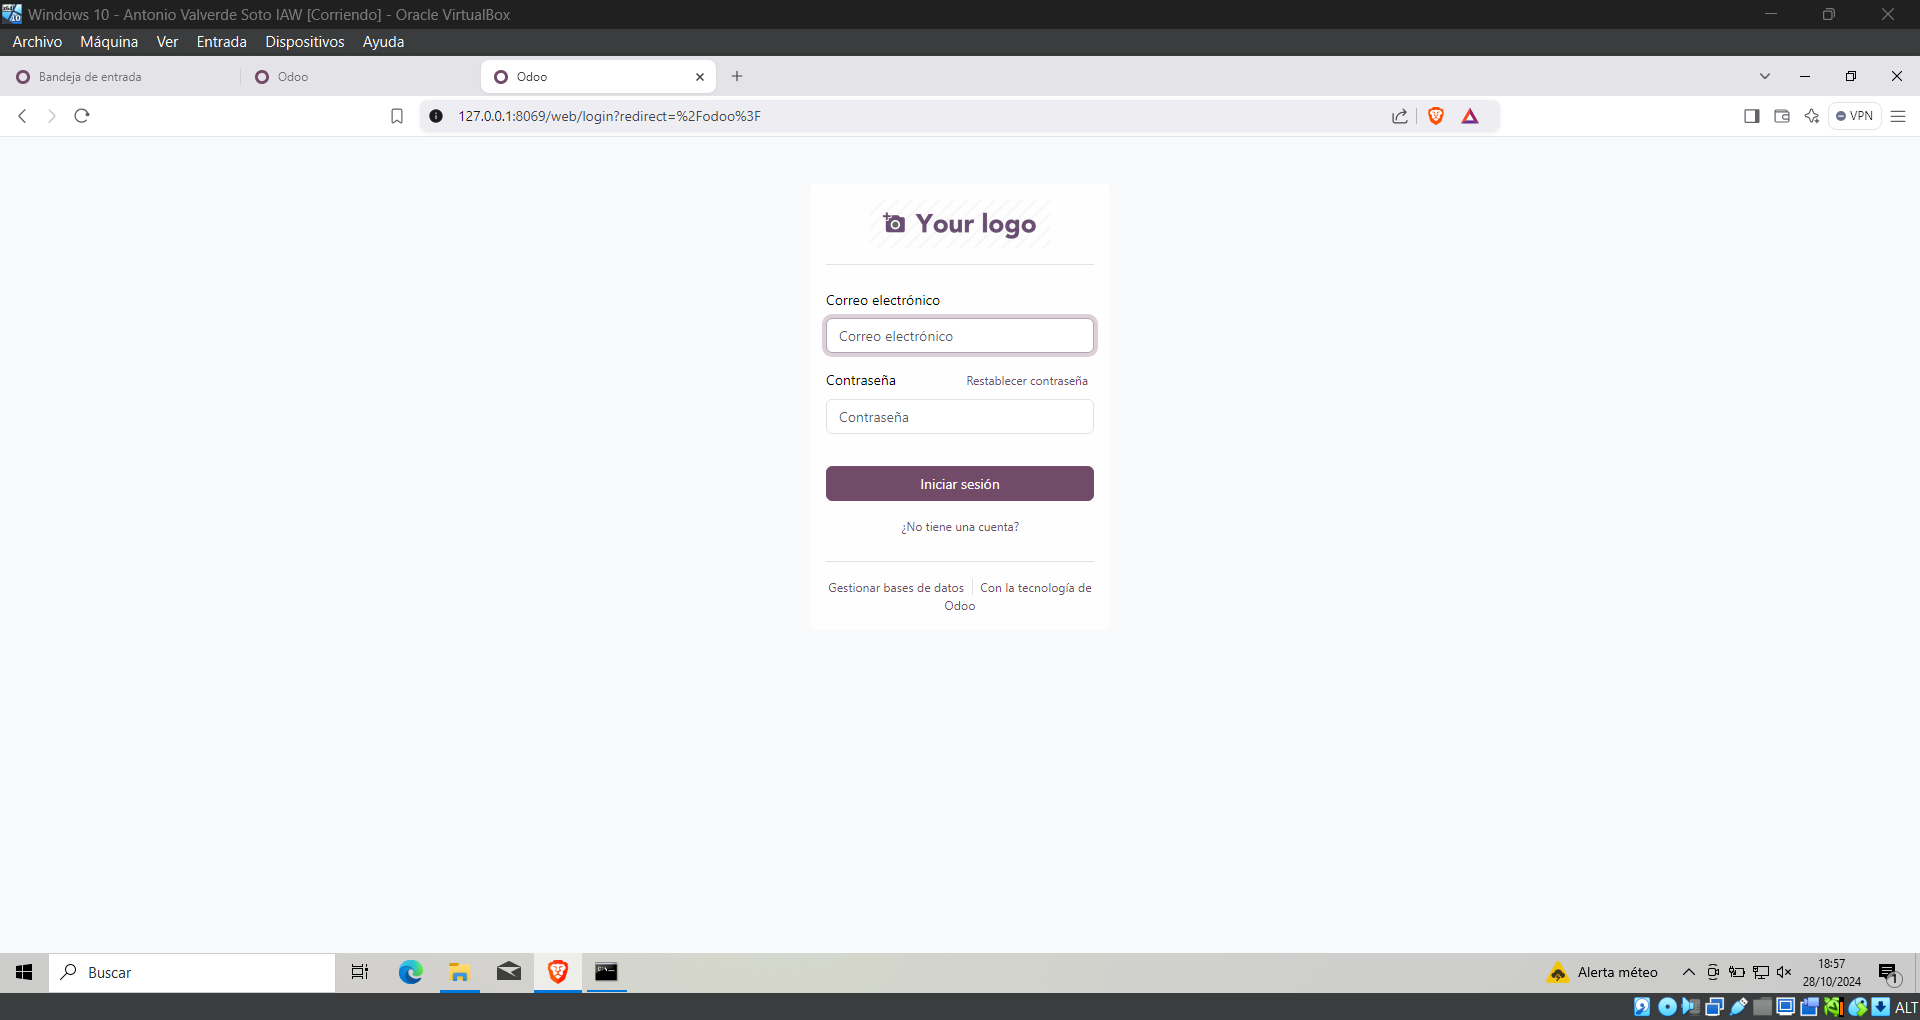 Windows 10 - Antonio Valverde Soto IAW [Corriendo] - Oracle VirtualBox
Archivo Máquina Ver Entrada Dispositivos Ayuda
Bandeja de entrada Odoo Odoo
127.0.0.1:8069/web/login?redirect=%2Fodoo%3F VPN
Your logo
Correo electrónico
Correo electrónico
Contraseña Restablecer contraseña
Contraseña
Iniciar sesión
¿No tiene una cuenta?
Gestionar bases de datos Con la tecnología de
Odoo
Buscar Alerta méteo 18:57
28/10/2024 1
ALT